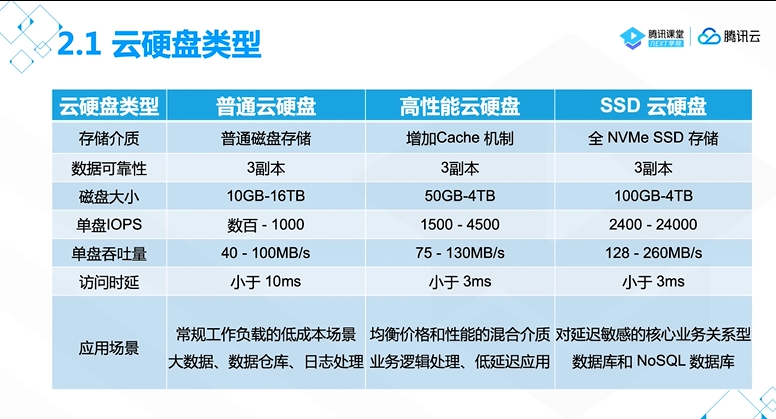 2.1 云硬盘类型
腾讯课堂
NEXT学院
腾讯云
云硬盘类型 普通云硬盘 高性能云硬盘 SSD 云硬盘
存储介质 普通磁盘存储 增加Cache 机制 全 NVMe SSD 存储
数据可靠性 3副本 3副本 3副本
磁盘大小 10GB-16TB 50GB-4TB 100GB-4TB
单盘IOPS 数百 - 1000 1500 - 4500 2400 - 24000
单盘吞吐量 40 - 100MB/s 75 - 130MB/s 128 - 260MB/s
访问时延 小于 10ms 小于 3ms 小于 3ms
应用场景 常规工作负载的低成本场景 均衡价格和性能的混合介质 对延迟敏感的核心业务关系型
大数据、数据仓库、日志处理 业务逻辑处理、低延迟应用 数据库和 NoSQL 数据库